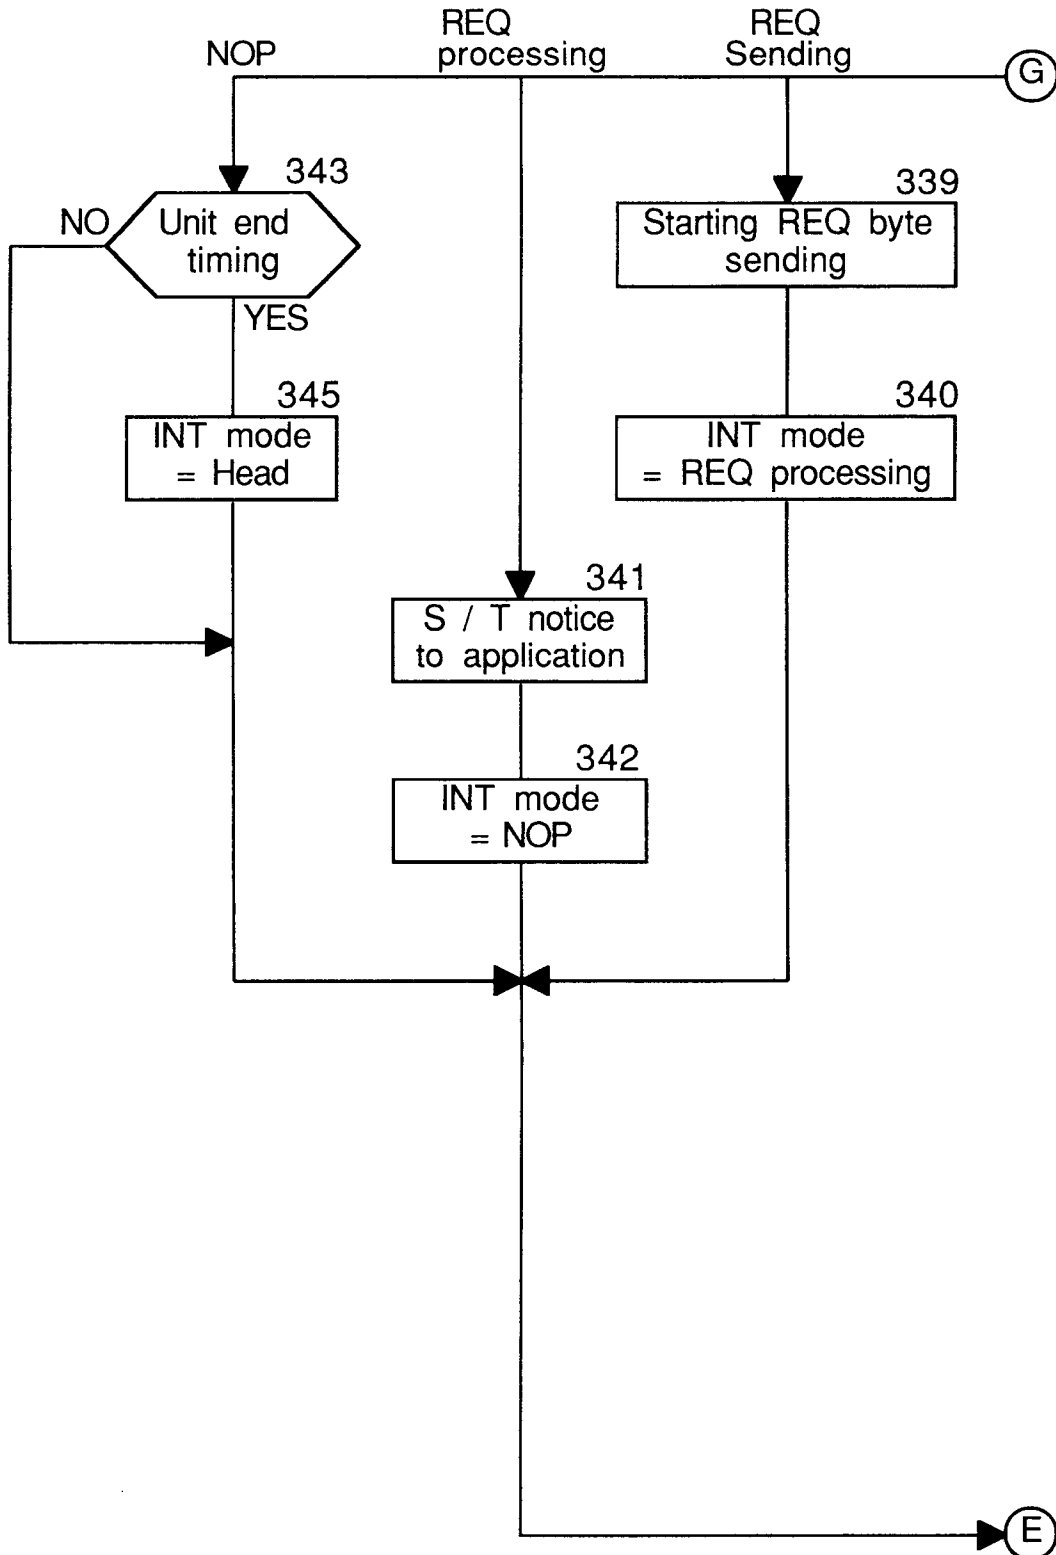 REQ
processing
REQ
Sending
NOP
G
343
Unit end
timing
NO
YES
339
Starting REQ byte
sending
345
INT mode
= Head
340
INT mode
= REQ processing
341
S / T notice
to application
342
INT mode
= NOP
E